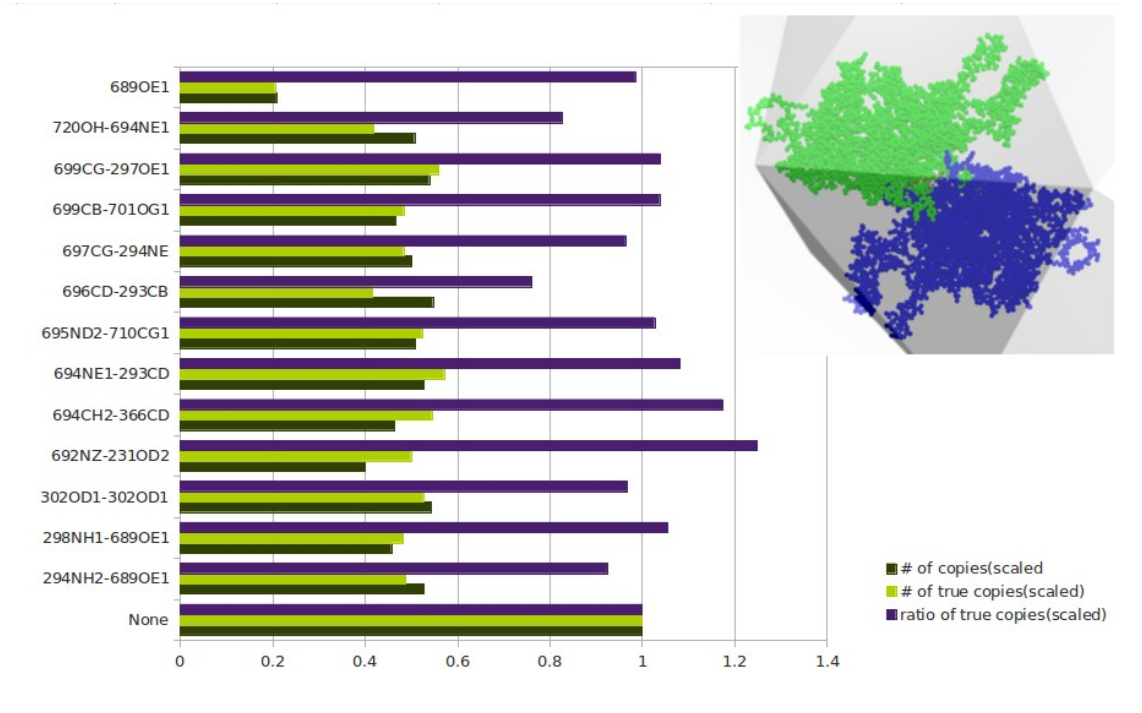 689OE1
720OH-694NE1
699CG-297OE1
699CB-701OG1
697CG-294NE
696CD-293CB
695ND2-710CG1
694NE1-293CD
694CH2-366CD
692NZ-231OD2
302OD1-302OD1
298NH1-689OE1
294NH2-689OE1
None
0 0.2 0.4 0.6 0.8 1 1.2 1.4
# of copies(scaled
# of true copies(scaled)
ratio of true copies(scaled)